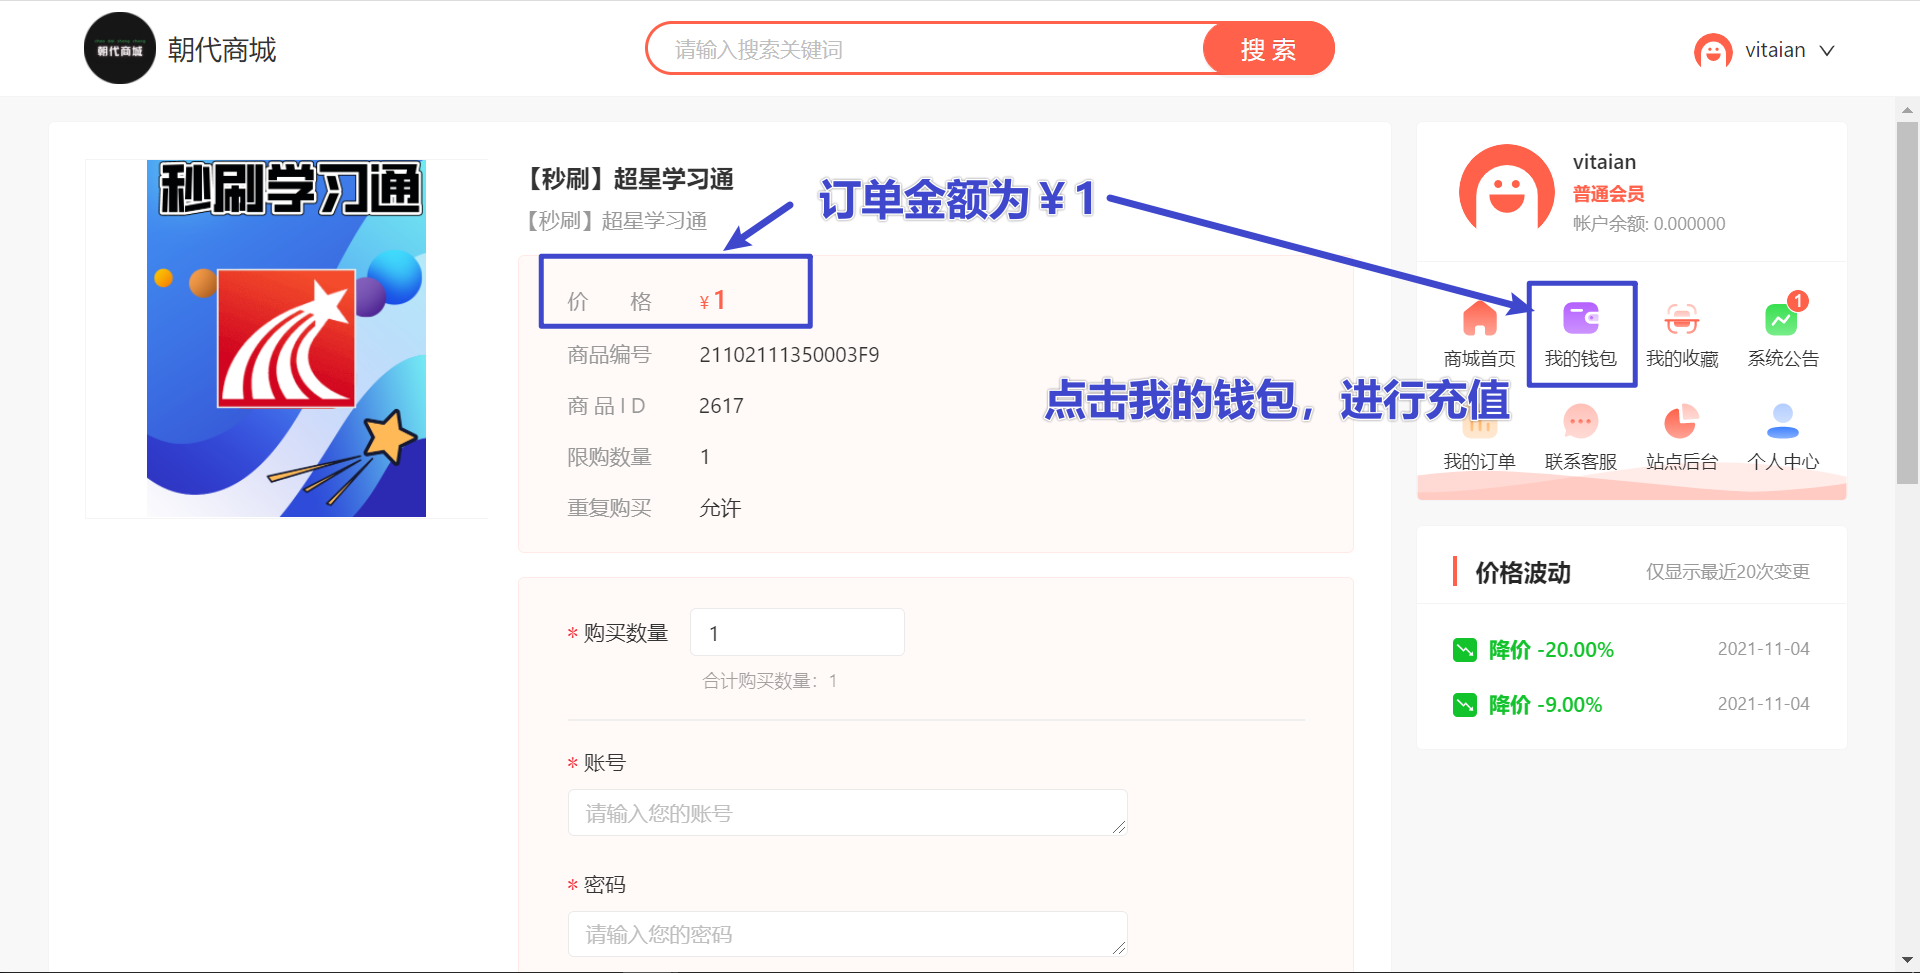 朝代商城
朝代商城
请输入搜索关键词
搜 索
vitaian
秒刷学习通
【秒刷】超星学习通
【秒刷】超星学习通
订单金额为￥1
价 格 ¥1
商品编号 21102111350003F9
商 品 I D 2617
限购数量 1
重复购买 允许
* 购买数量 1
合计购买数量：1
* 账号
请输入您的账号
* 密码
请输入您的密码
vitaian
普通会员
帐户余额: 0.000000
商城首页 我的钱包 我的收藏 系统公告 1
点击我的钱包，进行充值
我的订单 联系客服 站点后台 个人中心
价格波动 仅显示最近20次变更
降价 -20.00% 2021-11-04
降价 -9.00% 2021-11-04